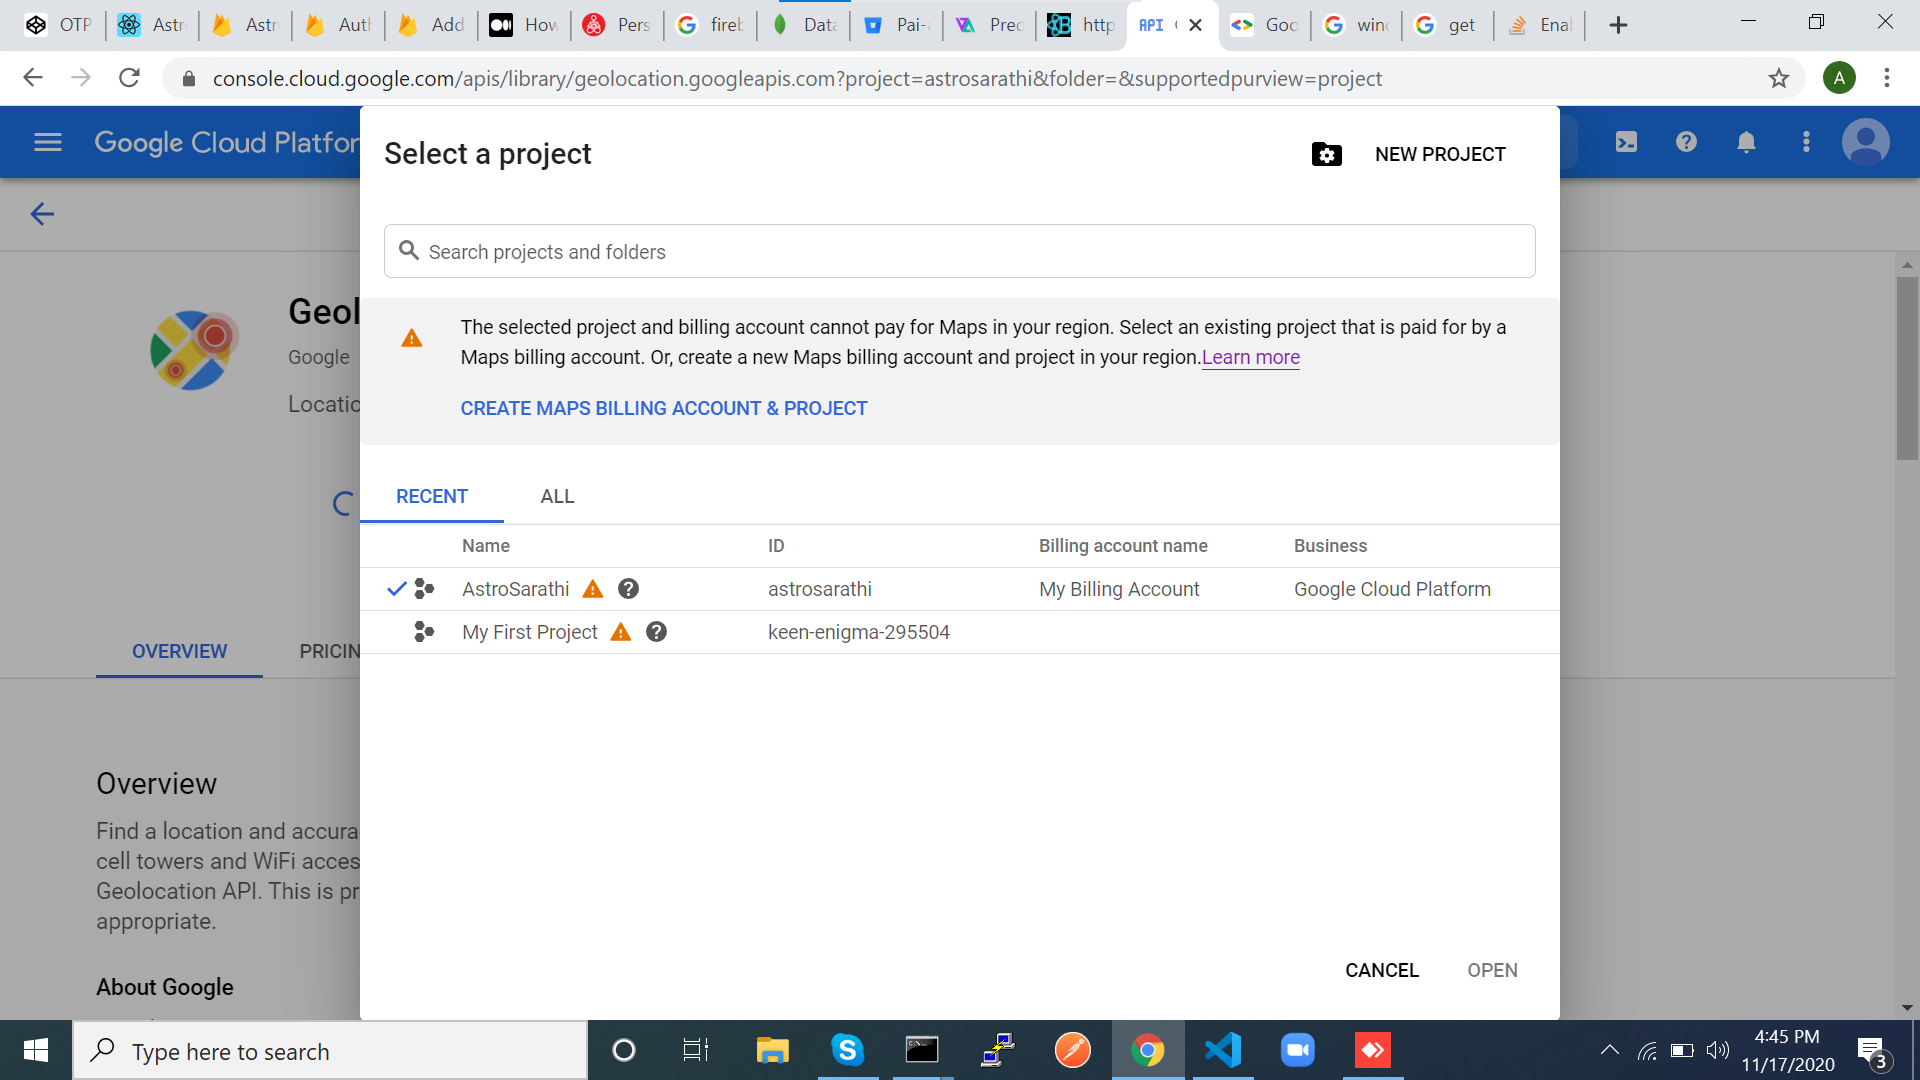 OTP
Astr
Astr
Auth
Add
How
Pers
fireb
Data
Pai-
Prec
http
API
Goo
wind
get
Enal
console.cloud.google.com/apis/library/geolocation.googleapis.com?project=astrosarathi&folder=&supportedpurview=project
A
Google Cloud Platfor
Select a project
NEW PROJECT
Search projects and folders
Geol
Google
Locatio
The selected project and billing account cannot pay for Maps in your region. Select an existing project that is paid for by a
Maps billing account. Or, create a new Maps billing account and project in your region.Learn more
CREATE MAPS BILLING ACCOUNT & PROJECT
RECENT
ALL
Name ID Billing account name Business
AstroSarathi astrosarathi My Billing Account Google Cloud Platform
My First Project keen-enigma-295504
OVERVIEW
PRICIN
Overview
Find a location and accura
cell towers and WiFi acces
Geolocation API. This is pr
appropriate.
About Google
CANCEL
OPEN
Type here to search
4:45 PM
11/17/2020
3